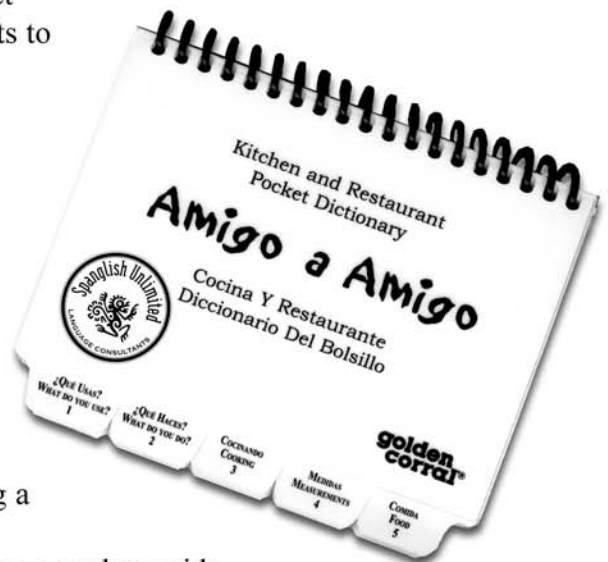 ts to
Kitchen and Restaurant
Pocket Dictionary
Amigo a Amigo
Cocina Y Restaurante
Diccionario Del Bolsillo
Spanglish Unlimited
LANGUAGE CONSULTANTS
golden
corral®
¿QUÉ USAS?
WHAT DO YOU USE?
1
¿QUÉ HACES?
WHAT DO YOU DO?
2
COCINANDO
COOKING
3
MEDIDAS
MEASUREMENTS
4
COMIDA
FOOD
5
g a